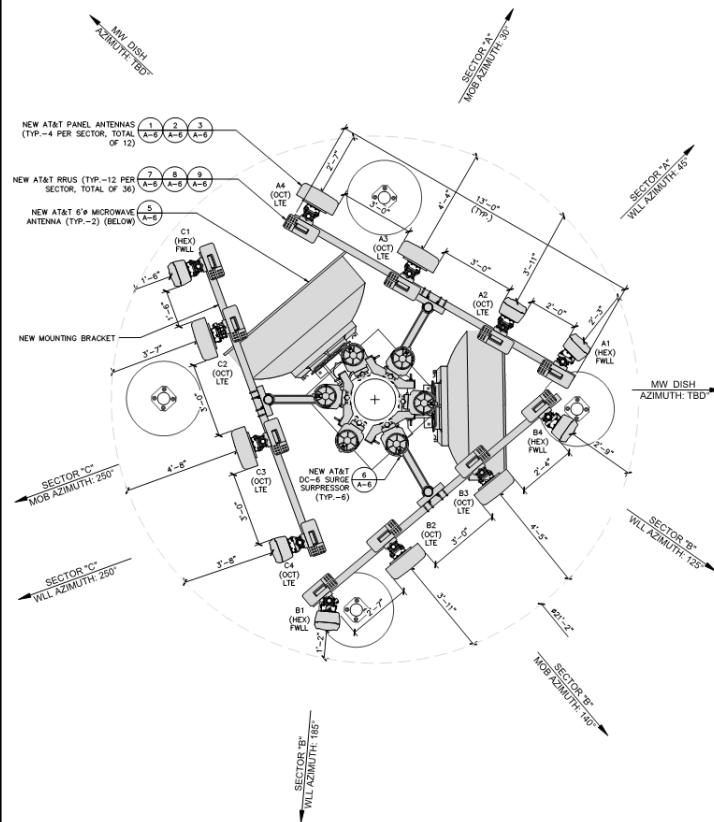 MW DISH
AZIMUTH: TBD°
SECTOR "A"
MOB AZIMUTH: 30°
NEW AT&T PANEL ANTENNAS
(TYP.-4 PER SECTOR, TOTAL
OF 12)
1
A-6
2
A-6
3
A-6
NEW AT&T RRUS (TYP.-12 PER
SECTOR, TOTAL OF 36)
7
A-6
8
A-6
9
A-6
NEW AT&T 6'ø MICROWAVE
ANTENNA (TYP.-2) (BELOW)
5
A-6
SECTOR "A"
WLL AZIMUTH: 45°
2'-7"
A4
(OCT)
LTE
3'-0"
4'-4"
13'-0"
(TYP.)
A3
(OCT)
LTE
3'-0"
3'-11"
A2
(OCT)
LTE
2'-0"
2'-3"
A1
(HEX)
FWLL
C1
(HEX)
FWLL
1'-6"
1'-6"
NEW MOUNTING BRACKET
3'-7"
C2
(OCT)
LTE
3'-0"
MW DISH
AZIMUTH: TBD°
B4
(HEX)
FWLL
2'-9"
2'-4"
SECTOR "C"
MOB AZIMUTH: 250°
4'-8"
C3
(OCT)
LTE
NEW AT&T
DC-6 SURGE
SURPRESSOR
(TYP.-6)
6
A-6
B3
(OCT)
LTE
4'-5"
3'-0"
B2
(OCT)
LTE
3'-0"
3'-11"
SECTOR "B"
WLL AZIMUTH: 125°
SECTOR "C"
WLL AZIMUTH: 250°
3'-8"
C4
(OCT)
LTE
B1
(HEX)
FWLL
2'-7"
1'-2"
ø21'-2"
SECTOR "B"
MOB AZIMUTH: 140°
SECTOR "B"
WLL AZIMUTH: 185°